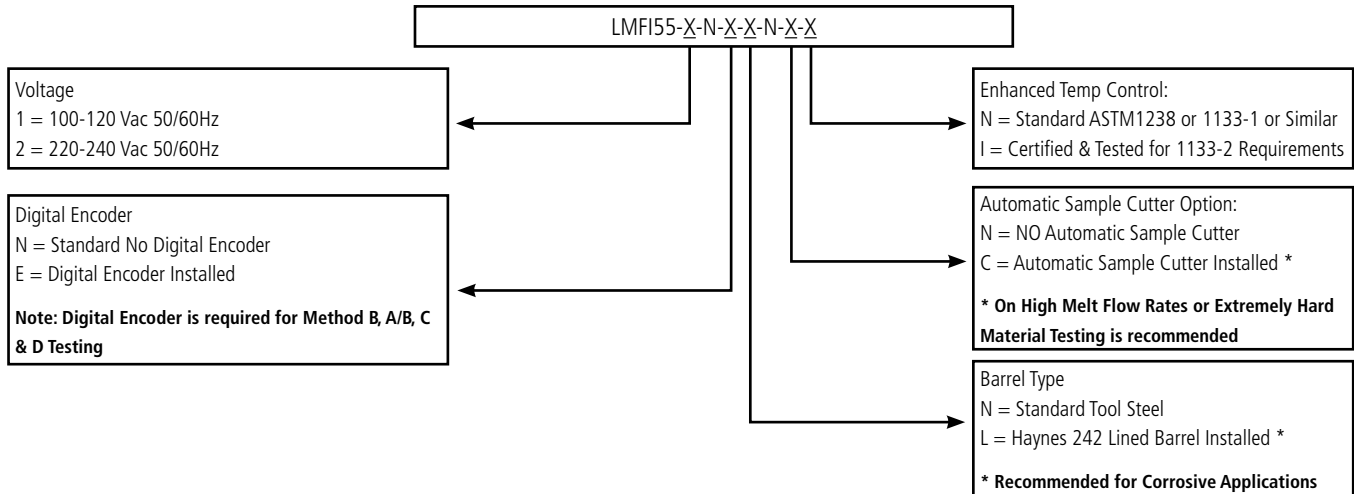 LMFI55-X-N-X-X-N-X-X
Voltage
1 = 100-120 Vac 50/60Hz
2 = 220-240 Vac 50/60Hz
Digital Encoder
N = Standard No Digital Encoder
E = Digital Encoder Installed
Note: Digital Encoder is required for Method B, A/B, C
& D Testing
Enhanced Temp Control:
N = Standard ASTM1238 or 1133-1 or Similar
I = Certified & Tested for 1133-2 Requirements
Automatic Sample Cutter Option:
N = NO Automatic Sample Cutter
C = Automatic Sample Cutter Installed *
* On High Melt Flow Rates or Extremely Hard
Material Testing is recommended
Barrel Type
N = Standard Tool Steel
L = Haynes 242 Lined Barrel Installed *
* Recommended for Corrosive Applications